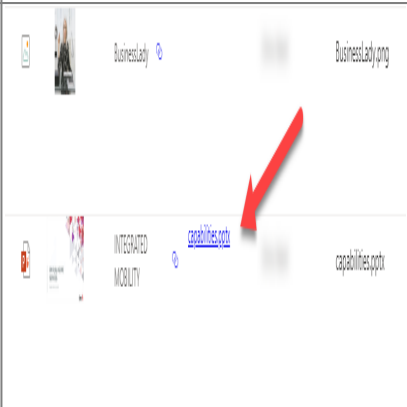 BusinessLady
BusinessLady.png
INTEGRATED
MOBILITY
capabilities.pptx
capabilities.pptx